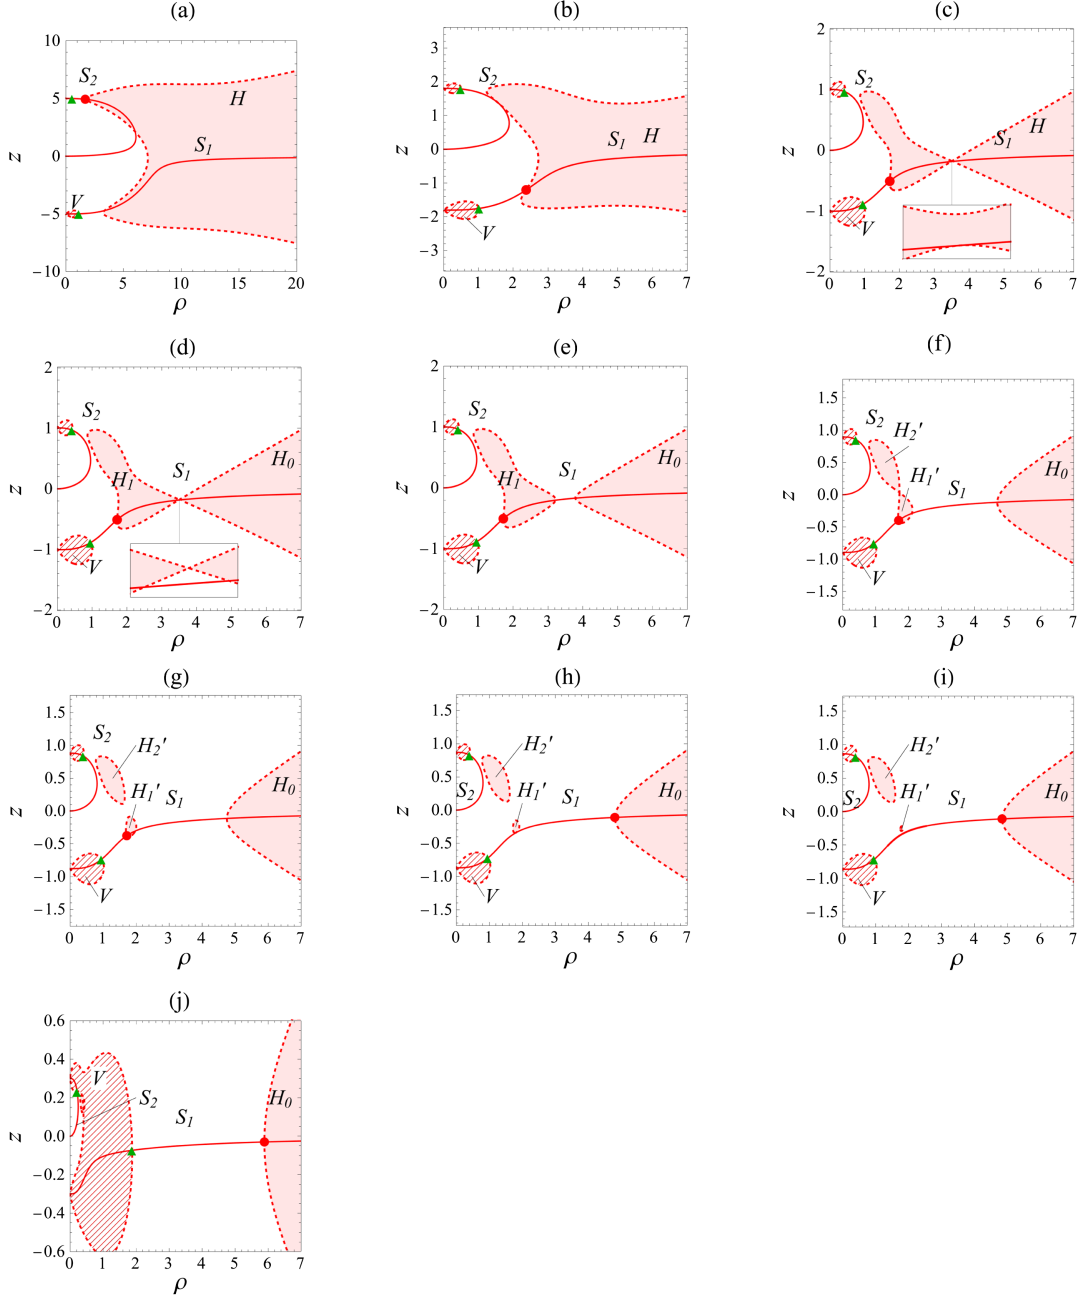 (a)
10
5
0
−5
−10
z
S2
H
S1
V
0 5 10 15 20
ρ
(b)
3
2
1
0
−1
−2
−3
z
S2
S1 H
V
0 1 2 3 4 5 6 7
ρ
(c)
2
1
0
−1
−2
z
S2
S1 H
V
0 1 2 3 4 5 6 7
ρ
(d)
2
1
0
−1
−2
z
S2
H1 S1 H0
V
0 1 2 3 4 5 6 7
ρ
(e)
2
1
0
−1
−2
z
S2
H1 S1 H0
V
0 1 2 3 4 5 6 7
ρ
(f)
1.5
1.0
0.5
0.0
−0.5
−1.0
−1.5
z
S2 H2'
H1' S1 H0
V
0 1 2 3 4 5 6 7
ρ
(g)
1.5
1.0
0.5
0.0
−0.5
−1.0
−1.5
z
S2 H2'
H1' S1 H0
V
0 1 2 3 4 5 6 7
ρ
(h)
1.5
1.0
0.5
0.0
−0.5
−1.0
−1.5
z
H2'
S2 H1' S1 H0
V
0 1 2 3 4 5 6 7
ρ
(i)
1.5
1.0
0.5
0.0
−0.5
−1.0
−1.5
z
H2'
S2 H1' S1 H0
V
0 1 2 3 4 5 6 7
ρ
(j)
0.6
0.4
0.2
0.0
−0.2
−0.4
−0.6
z
V
S2
S1 H0
0 1 2 3 4 5 6 7
ρ